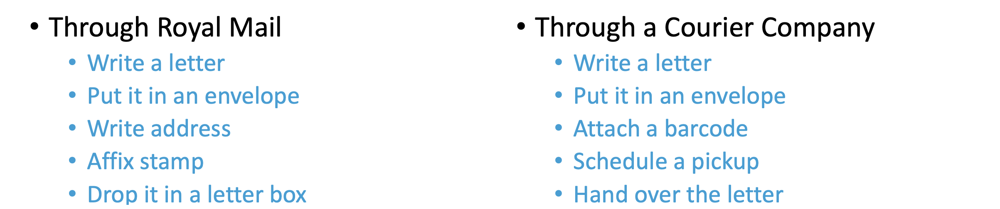 • Through Royal Mail
• Write a letter
• Put it in an envelope
• Write address
• Affix stamp
• Drop it in a letter box
• Through a Courier Company
• Write a letter
• Put it in an envelope
• Attach a barcode
• Schedule a pickup
• Hand over the letter